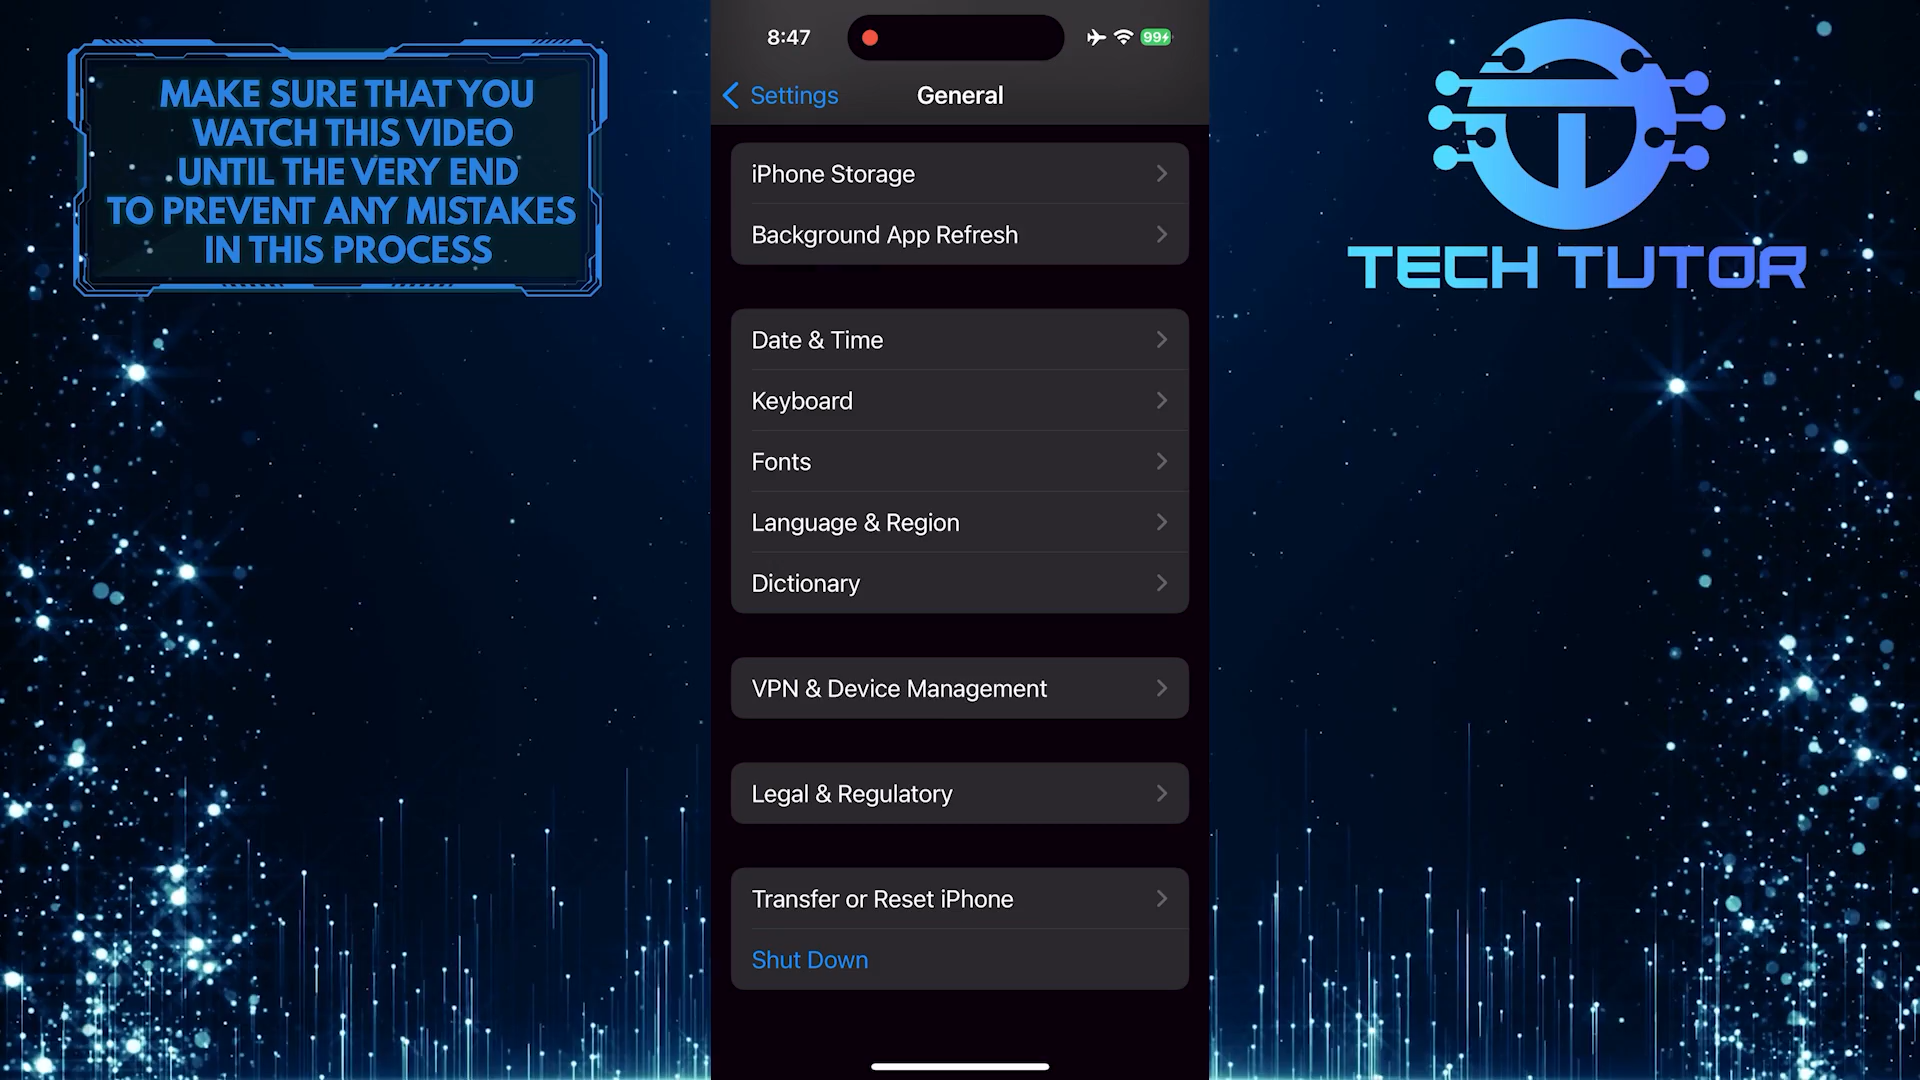 MAKE SURE THAT YOU
WATCH THIS VIDEO
UNTIL THE VERY END
TO PREVENT ANY MISTAKES
IN THIS PROCESS
8:47
99
Settings
General
iPhone Storage
Background App Refresh
Date & Time
Keyboard
Fonts
Language & Region
Dictionary
VPN & Device Management
Legal & Regulatory
Transfer or Reset iPhone
Shut Down
TECH TUTOR